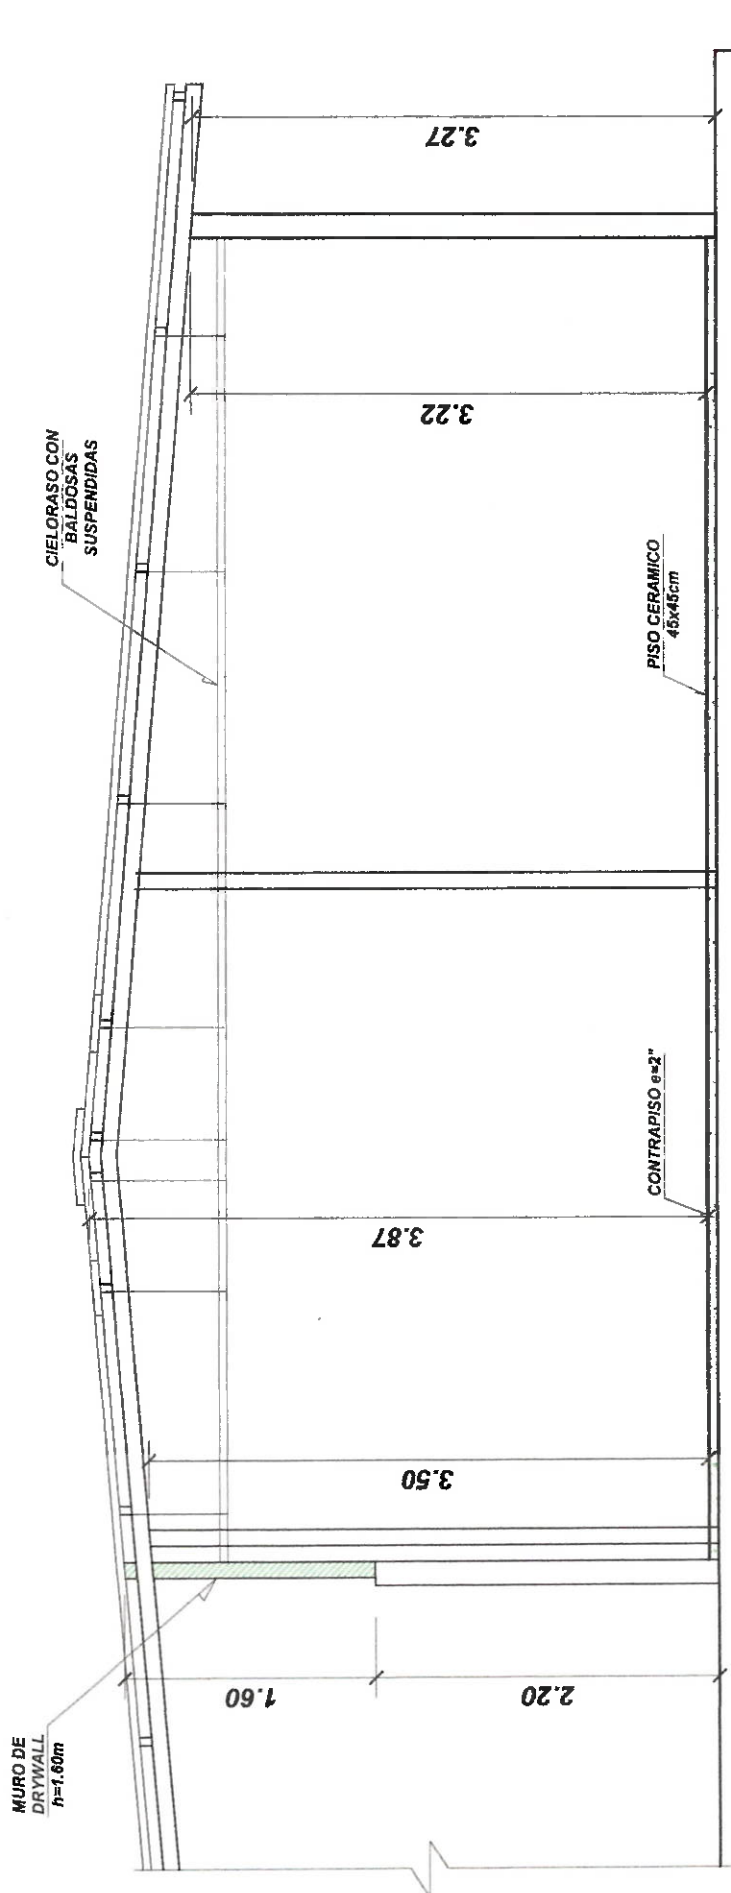 MURO DE
DRYWALL
h=1.60m
CIELORASO CON
BALDOSAS
SUSPENDIDAS
1.60
2.20
3.50
3.87
3.22
3.27
CONTRAPISO e=2"
PISO CERAMICO
45x45cm